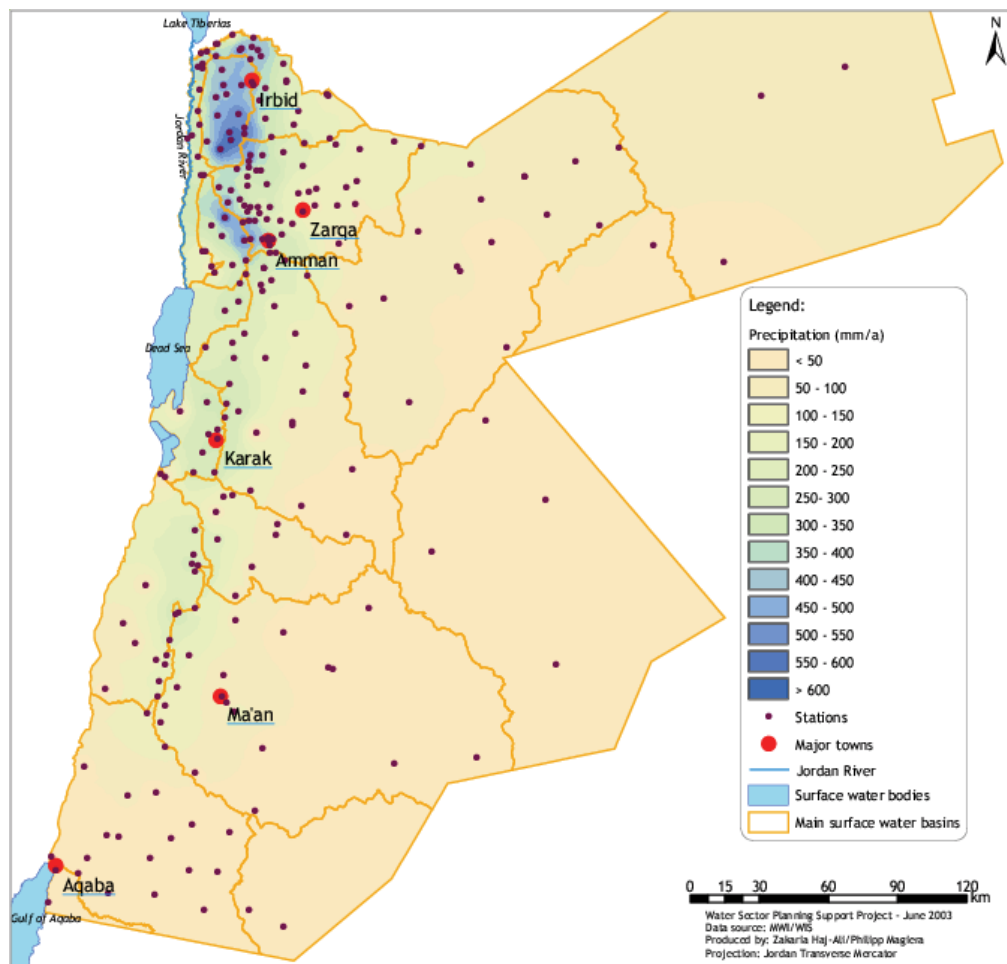 Lake Tiberias
N
Irbid
Jordan River
Zarqa
Amman
Dead Sea
Karak
Ma'an
Aqaba
Gulf of Aqaba
Legend:
Precipitation (mm/a)
< 50
50 - 100
100 - 150
150 - 200
200 - 250
250- 300
300 - 350
350 - 400
400 - 450
450 - 500
500 - 550
550 - 600
> 600
Stations
Major towns
Jordan River
Surface water bodies
Main surface water basins
0 15 30 60 90 120
km
Water Sector Planning Support Project - June 2003
Data source: MWI/WIS
Produced by: Zakaria Haj-Ali/Philipp Magiera
Projection: Jordan Transverse Mercator